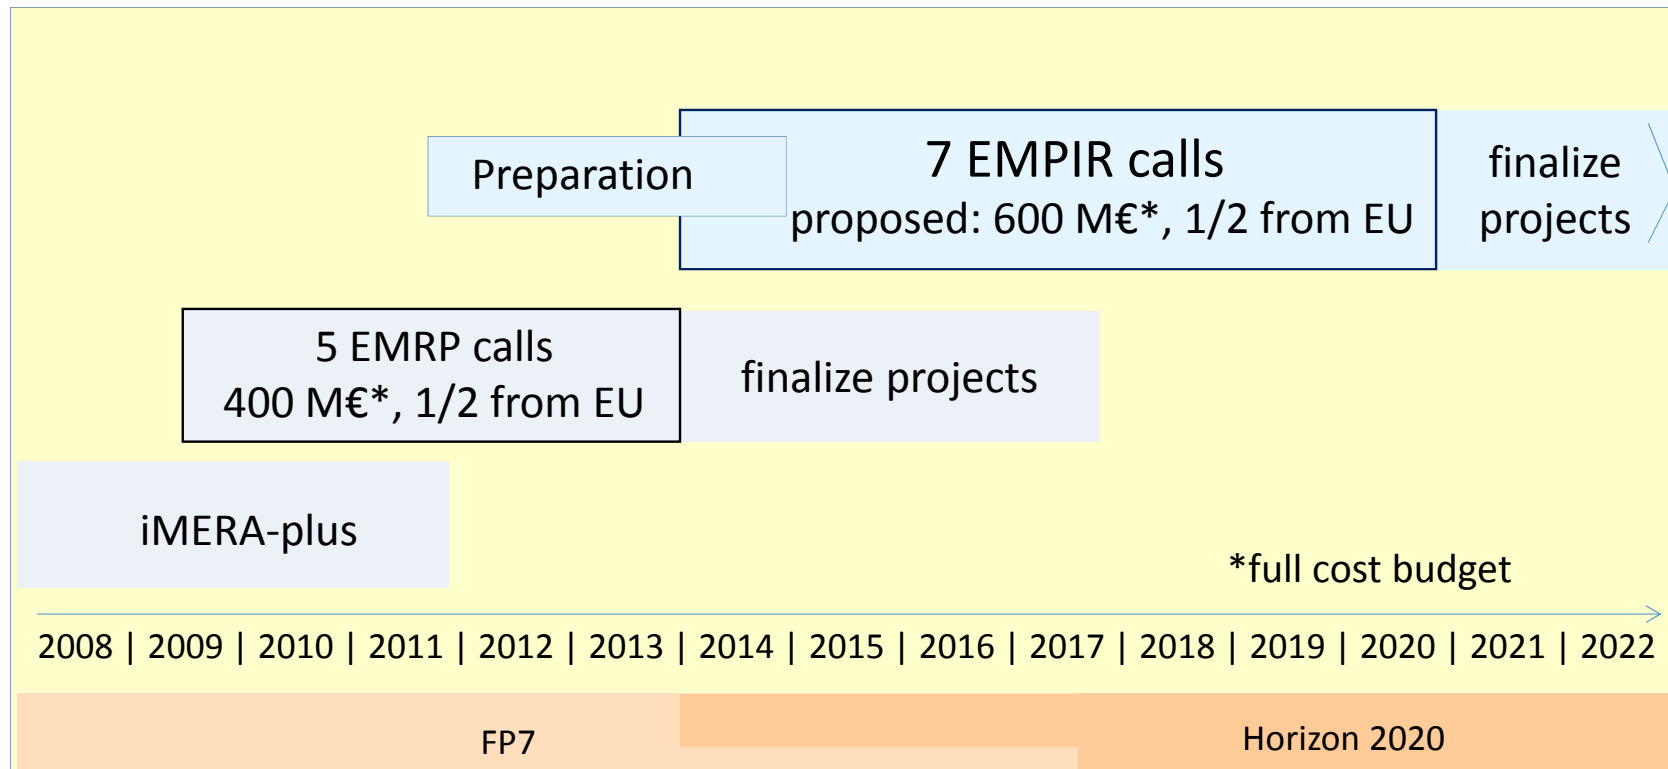 7 EMPIR calls
proposed: 600 M€*, 1/2 from EU
Preparation
finalize
projects
5 EMRP calls
400 M€*, 1/2 from EU
finalize projects
iMERA-plus
*full cost budget
2008 | 2009 | 2010 | 2011 | 2012 | 2013 | 2014 | 2015 | 2016 | 2017 | 2018 | 2019 | 2020 | 2021 | 2022
FP7
Horizon 2020